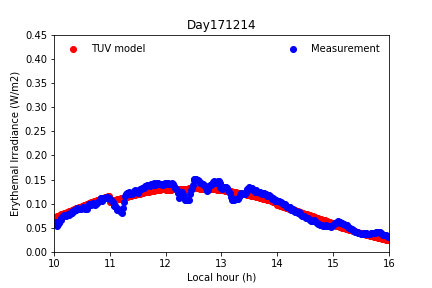 Day171214
TUV model
Measurement
0.45
0.40
0.35
0.30
0.25
0.20
0.15
0.10
0.05
0.00
Erythemal Irradiance (W/m2)
10 11 12 13 14 15 16
Local hour (h)